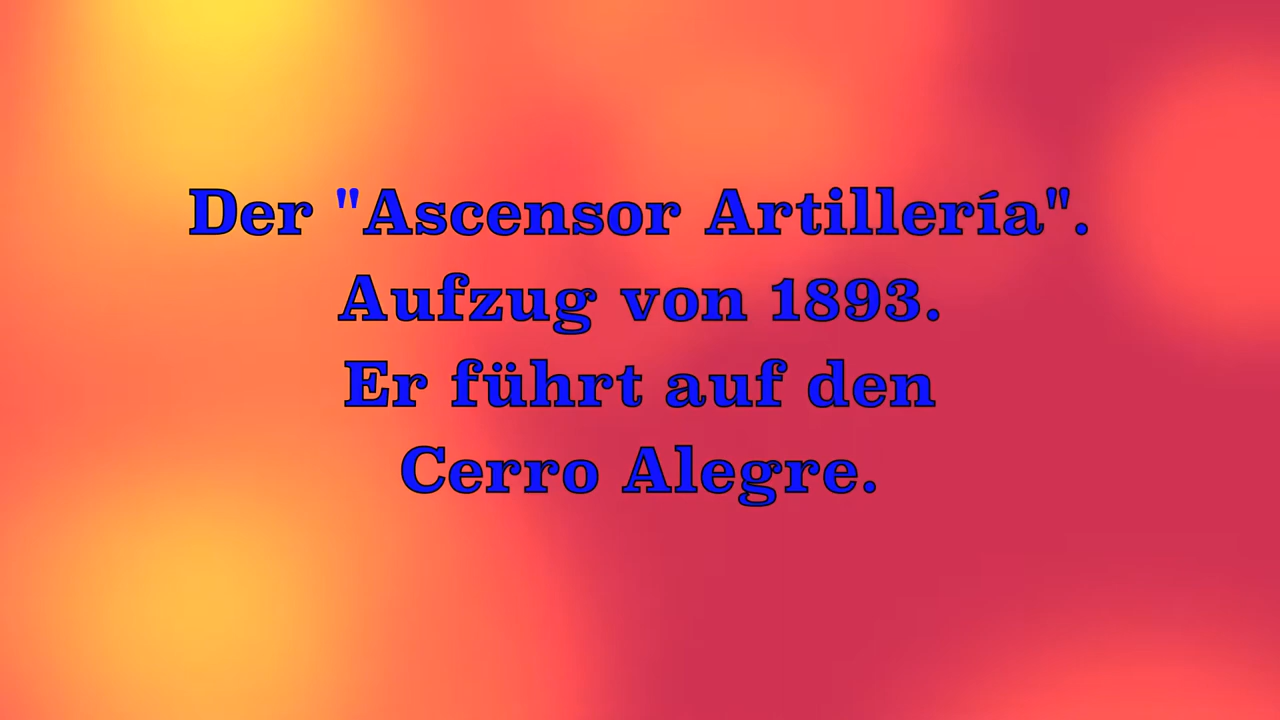 Der "Ascensor Artillería".
Aufzug von 1893.
Er führt auf den
Cerro Alegre.